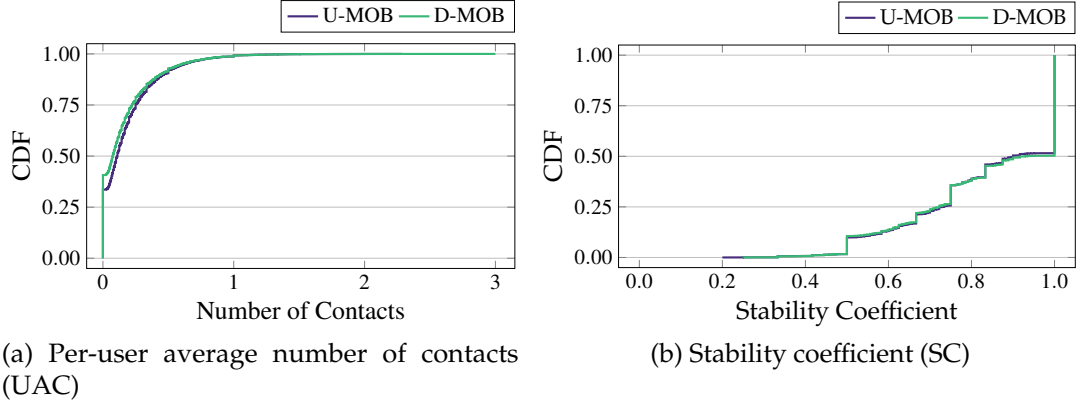 U-MOB D-MOB
1.00
0.75
0.50
0.25
0.00
CDF
0 1 2 3
Number of Contacts
(a) Per-user average number of contacts
(UAC)
U-MOB D-MOB
1.00
0.75
0.50
0.25
0.00
CDF
0.0 0.2 0.4 0.6 0.8 1.0
Stability Coefficient
(b) Stability coefficient (SC)